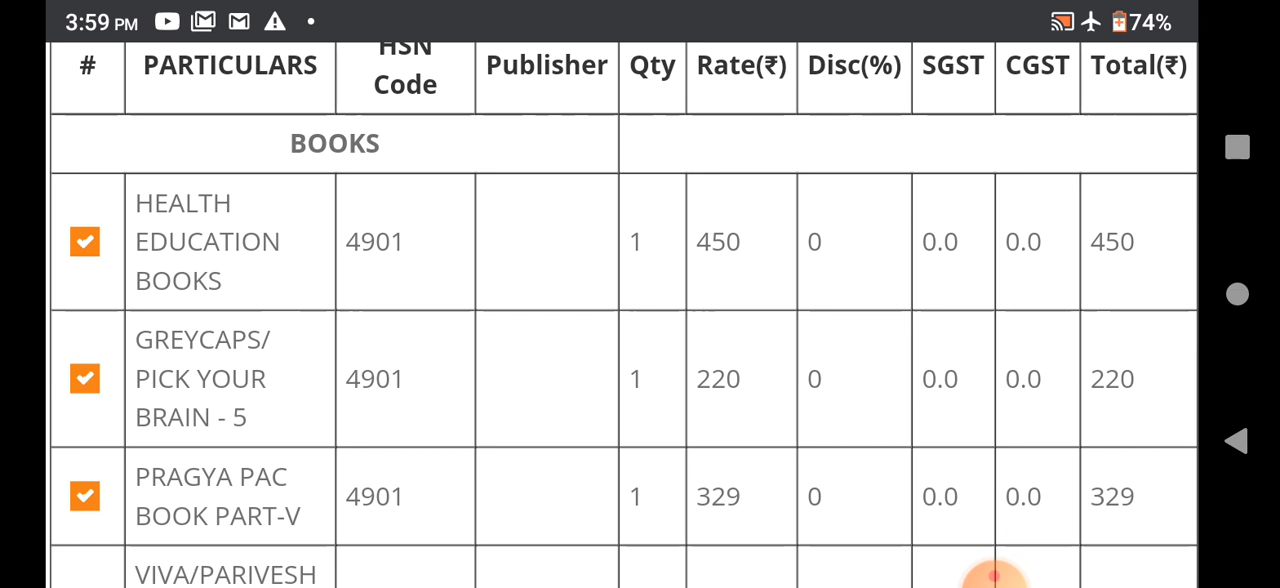 3:59 PM 74%
# PARTICULARS HSN Code Publisher Qty Rate(₹) Disc(%) SGST CGST Total(₹)
BOOKS
HEALTH
EDUCATION
BOOKS
4901 1 450 0 0.0 0.0 450
GREYCAPS/
PICK YOUR
BRAIN - 5
4901 1 220 0 0.0 0.0 220
PRAGYA PAC
BOOK PART-V
4901 1 329 0 0.0 0.0 329
VIVA/PARIVESH